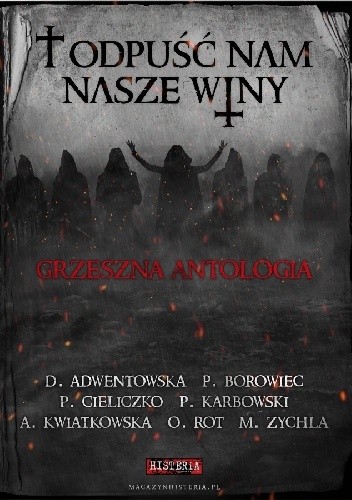 ODPUŚĆ NAM
NASZE WINY
GRZESZNA ANTOLOGIA
D. ADWENTOWSKA P. BOROWIEC
P. CIELICZKO P. KARBOWSKI
A. KWIATKOWSKA O. ROT M. ZYCHLA
HISTERIA
MAGAZYNHISTERIA.PL